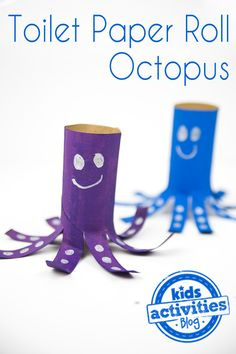 Toilet Paper Roll
Octopus
kids
activities
Blog